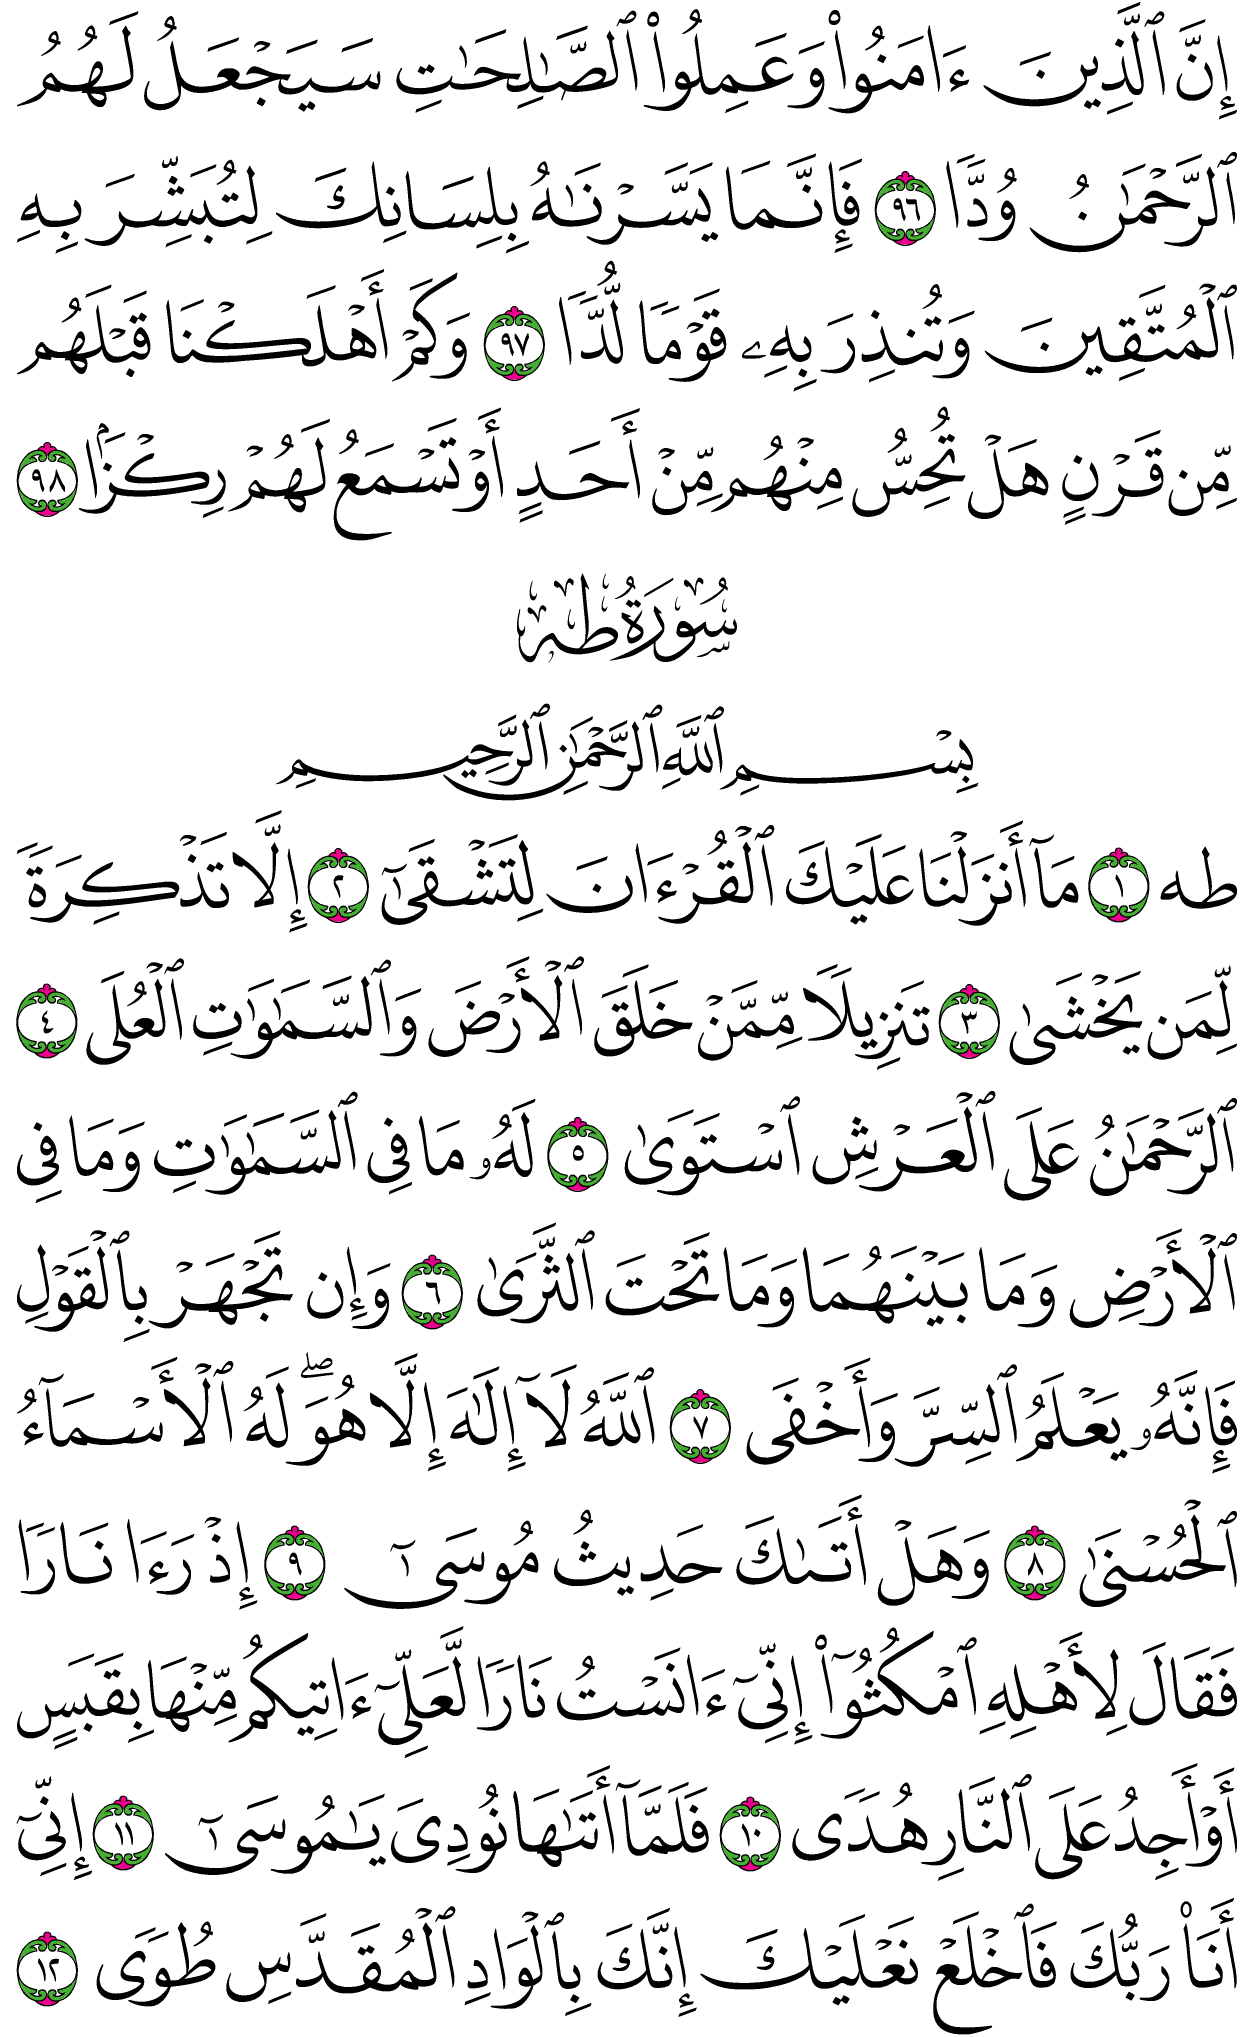 إِنَّ ٱلَّذِينَ ءَامَنُوا۟ وَعَمِلُوا۟ ٱلصَّـٰلِحَـٰتِ سَيَجْعَلُ لَهُمُ
ٱلرَّحْمَـٰنُ وُدًّا ٩٦ فَإِنَّمَا يَسَّرْنَـٰهُ بِلِسَانِكَ لِتُبَشِّرَ بِهِ
ٱلْمُتَّقِينَ وَتُنذِرَ بِهِۦ قَوْمًا لُّدًّا ٩٧ وَكَمْ أَهْلَكْنَا قَبْلَهُم
مِّن قَرْنٍ هَلْ تُحِسُّ مِنْهُم مِّنْ أَحَدٍ أَوْ تَسْمَعُ لَهُمْ رِكْزًۢا ٩٨
سُورَةُ طه
بِسْمِ ٱللَّهِ ٱلرَّحْمَـٰنِ ٱلرَّحِيمِ
طه ١ مَآ أَنزَلْنَا عَلَيْكَ ٱلْقُرْءَانَ لِتَشْقَىٰٓ ٢ إِلَّا تَذْكِرَةً
لِّمَن يَخْشَىٰ ٣ تَنزِيلًا مِّمَّنْ خَلَقَ ٱلْأَرْضَ وَٱلسَّمَـٰوَٰتِ ٱلْعُلَى ٤
ٱلرَّحْمَـٰنُ عَلَى ٱلْعَرْشِ ٱسْتَوَىٰ ٥ لَهُۥ مَا فِى ٱلسَّمَـٰوَٰتِ وَمَا فِى
ٱلْأَرْضِ وَمَا بَيْنَهُمَا وَمَا تَحْتَ ٱلثَّرَىٰ ٦ وَإِن تَجْهَرْ بِٱلْقَوْلِ
فَإِنَّهُۥ يَعْلَمُ ٱلسِّرَّ وَأَخْفَى ٧ ٱللَّهُ لَآ إِلَـٰهَ إِلَّا هُوَ ۖ لَهُ ٱلْأَسْمَآءُ
ٱلْحُسْنَىٰ ٨ وَهَلْ أَتَىٰكَ حَدِيثُ مُوسَىٰٓ ٩ إِذْ رَءَا نَارًا
فَقَالَ لِأَهْلِهِ ٱمْكُثُوٓا۟ إِنِّىٓ ءَانَسْتُ نَارًا لَّعَلِّىٓ ءَاتِيكُم مِّنْهَا بِقَبَسٍ
أَوْ أَجِدُ عَلَى ٱلنَّارِ هُدًى ١٠ فَلَمَّآ أَتَىٰهَا نُودِىَ يَـٰمُوسَىٰٓ ١١ إِنِّىٓ
أَنَا۠ رَبُّكَ فَٱخْلَعْ نَعْلَيْكَ إِنَّكَ بِٱلْوَادِ ٱلْمُقَدَّسِ طُوًى ١٢